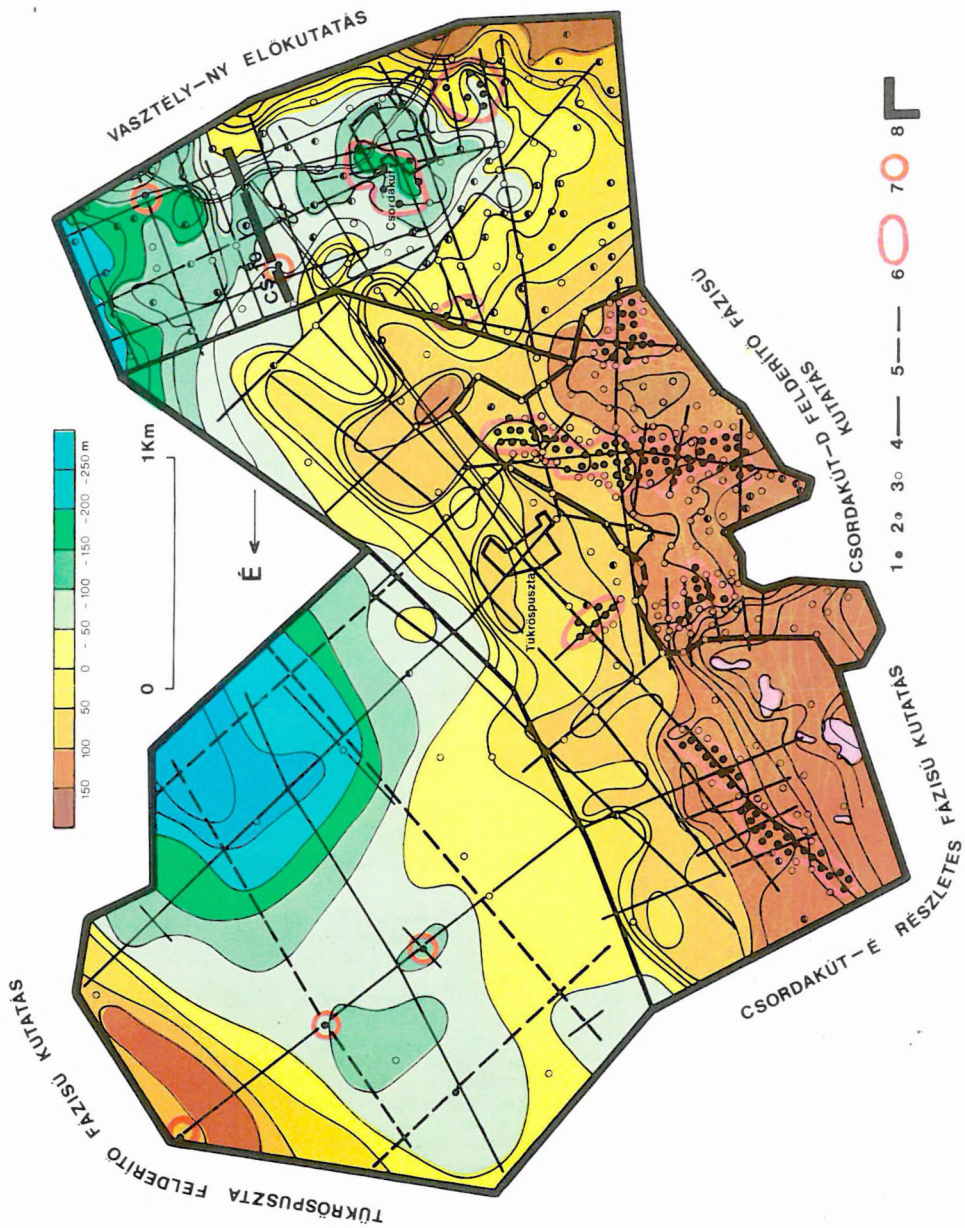 VASZTÉLY–NY ELŐKUTATÁS
CSORDAKÚT–D FELDERÍTŐ FÁZISÚ
KUTATÁS
CSORDAKÚT–É RÉSZLETES FÁZISÚ KUTATÁS
TÜKRÖSPUSZTA FELDERÍTŐ FÁZISÚ KUTATÁS
150 100 50 0 -50 -100 -150 -200 -250 m
0 1Km
É
Csordakút
Tükröspuszta
1 2 3 4 5 6 7 8